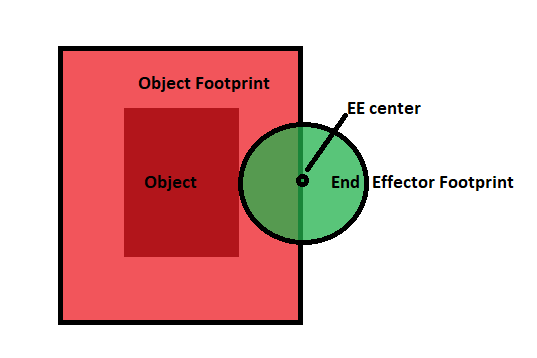 Object Footprint
EE center
Object
End Effector Footprint